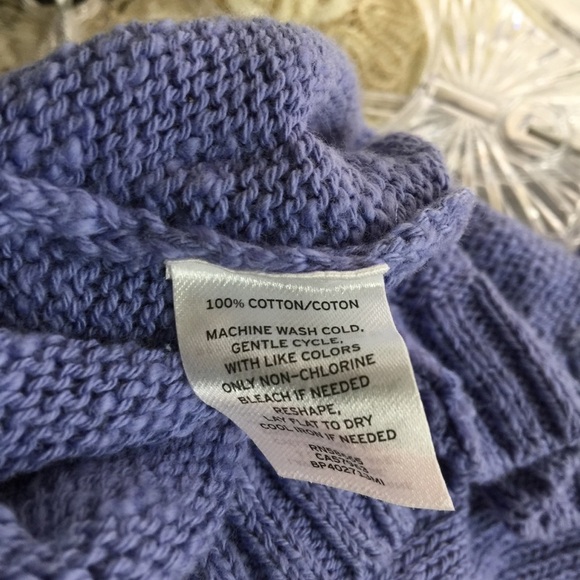 100% COTTON/COTON
MACHINE WASH COLD.
GENTLE CYCLE,
WITH LIKE COLORS
ONLY NON-CHLORINE
BLEACH IF NEEDED
RESHAPE,
LAY FLAT TO DRY
COOL IRON IF NEEDED